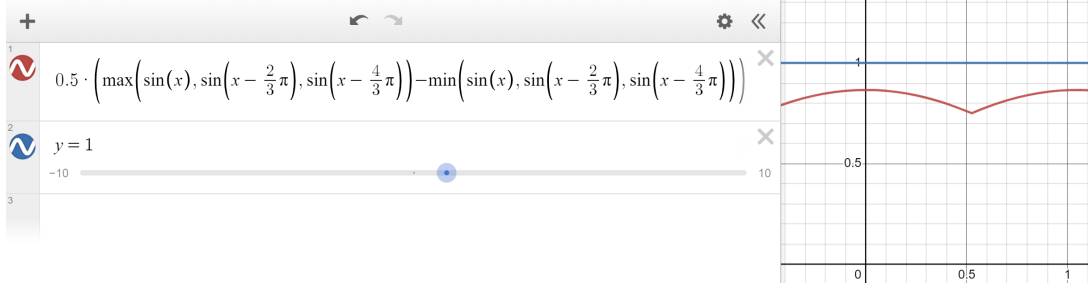 1
0.5 · (max(sin(x), sin(x − 2/3 π), sin(x − 4/3 π)) − min(sin(x), sin(x − 2/3 π), sin(x − 4/3 π)))
2
y = 1
−10 10
3
1
0.5
0 0.5 1